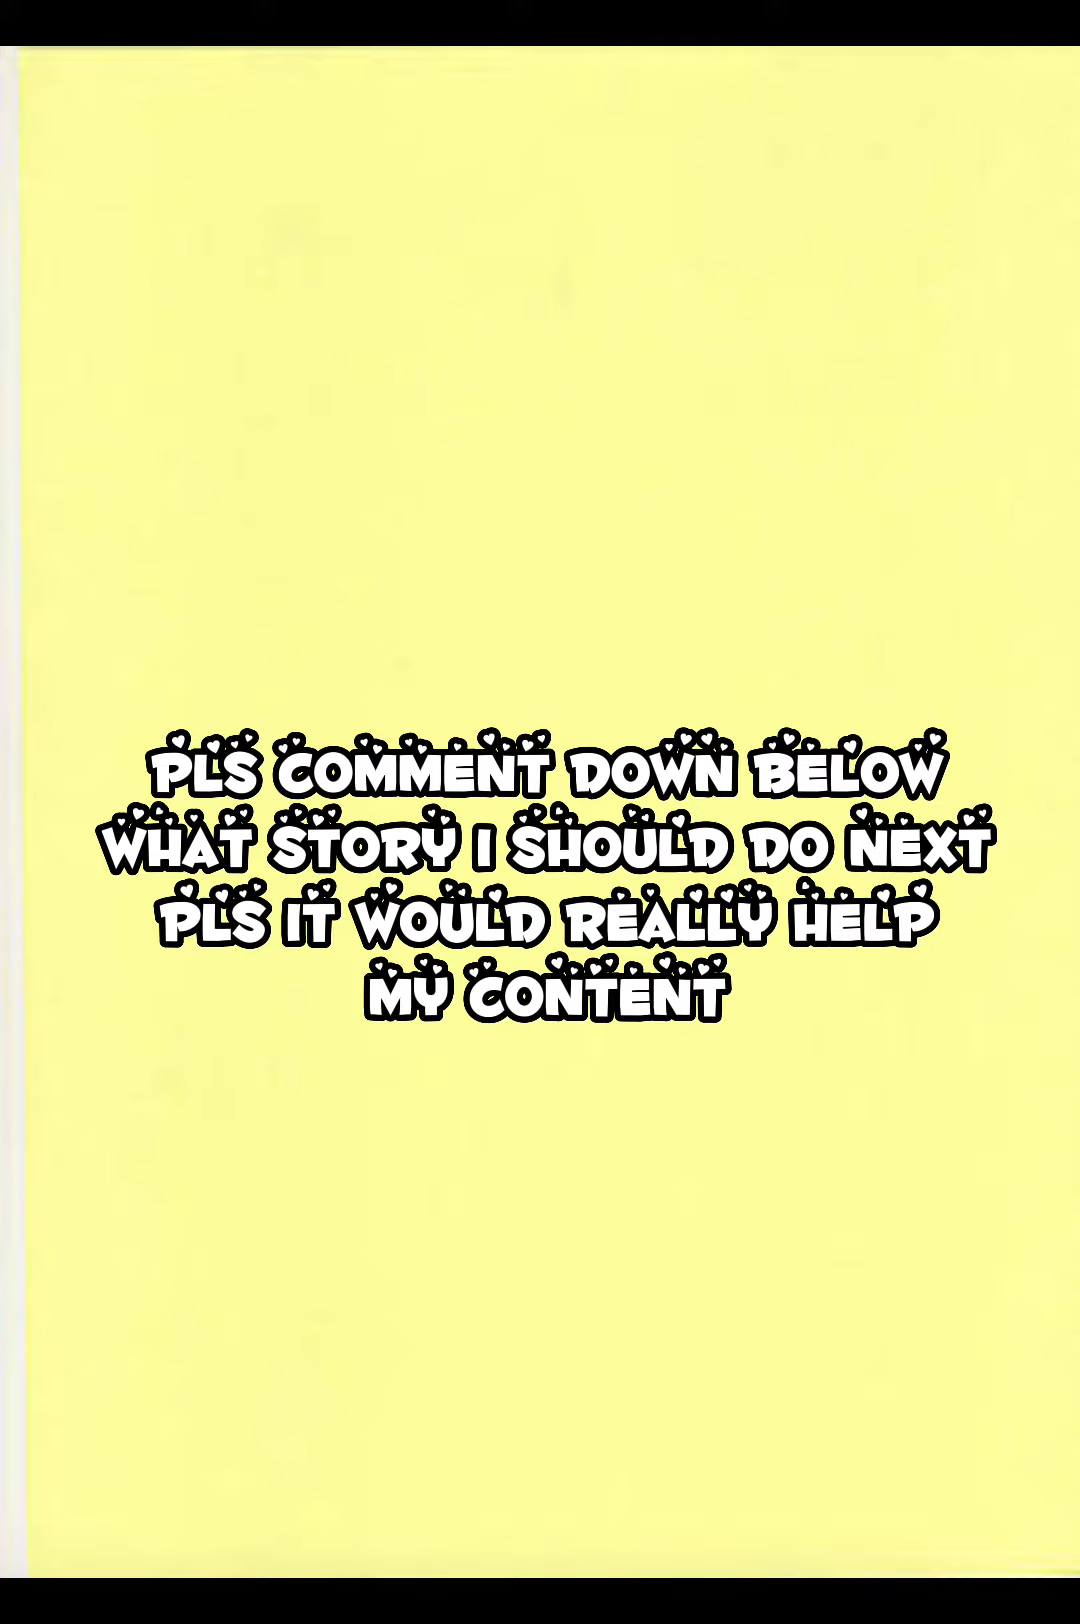 PLS COMMENT DOWN BELOW
WHAT STORY I SHOULD DO NEXT
PLS IT WOULD REALLY HELP
MY CONTENT